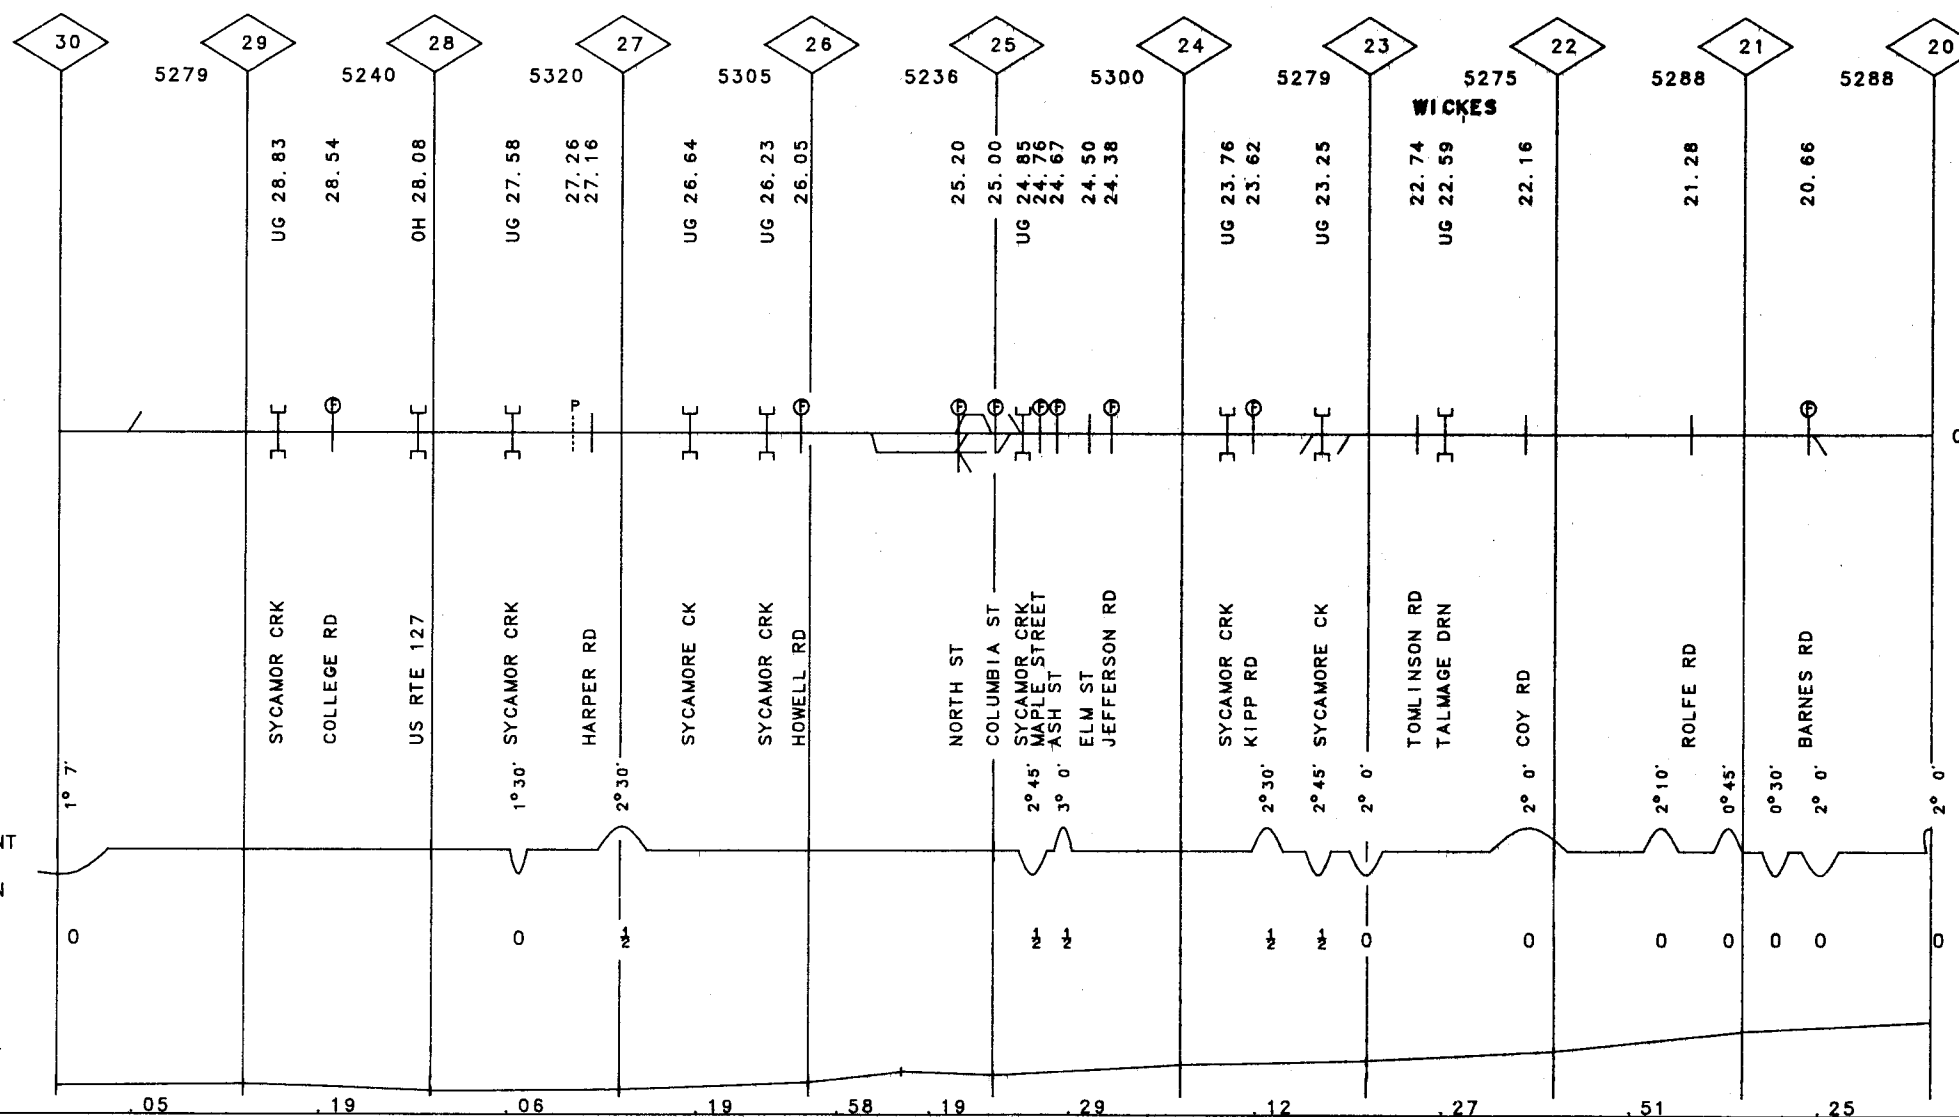 30 29 28 27 26 25 24 23 22 21 20
5279 5240 5320 5305 5236 5300 5279 5275 5288 5288
WICKES
UG 28.83
28.54
OH 28.08
UG 27.58
27.26
27.16
UG 26.64
UG 26.23
26.05
25.20
25.00
UG 24.85
24.76
24.67
24.50
24.38
UG 23.76
23.62
UG 23.25
22.74
UG 22.59
22.16
21.28
20.66
F
P
F
F
F
F
F
F
F
F
SYCAMOR CRK
COLLEGE RD
US RTE 127
SYCAMOR CRK
HARPER RD
SYCAMORE CK
SYCAMOR CRK
HOWELL RD
NORTH ST
COLUMBIA ST
SYCAMOR CRK
MAPLE STREET
ASH ST
ELM ST
JEFFERSON RD
SYCAMOR CRK
KIPP RD
SYCAMORE CK
TOMLINSON RD
TALMAGE DRN
COY RD
ROLFE RD
BARNES RD
1° 7'
1° 30'
2° 30'
2° 45'
3° 0'
2° 30'
2° 45'
2° 0'
2° 0'
2° 10'
0° 45'
0° 30'
2° 0'
2° 0'
NT
N
0 0 ½ ½ ½ ½ ½ 0 0 0 0 0 0 0
.05 .19 .06 .19 .58 .19 .29 .12 .27 .51 .25